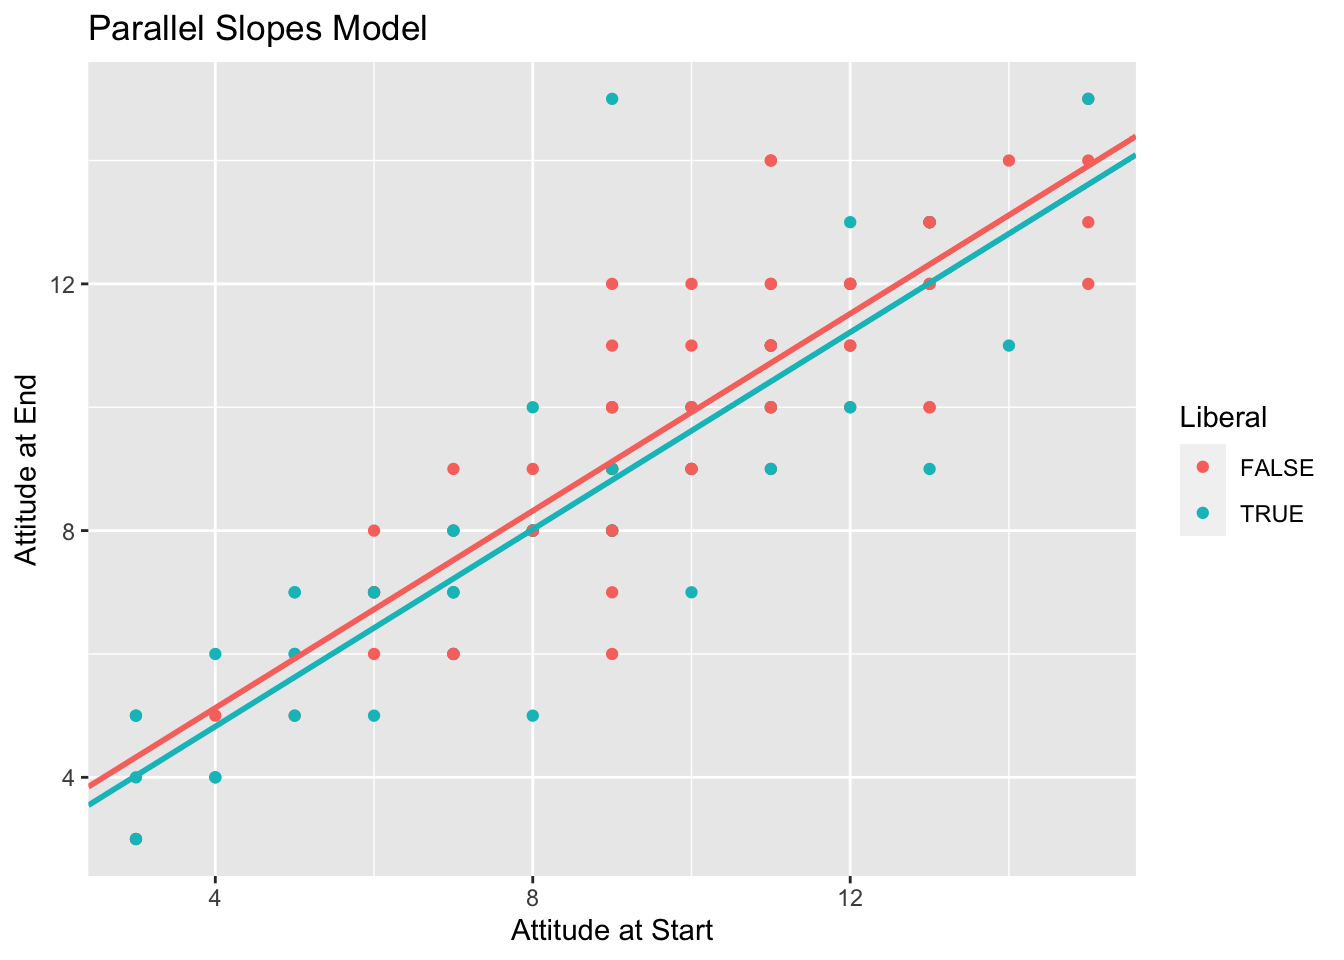 Parallel Slopes Model
12
8
4
Attitude at End
4 8 12
Attitude at Start
Liberal
FALSE
TRUE